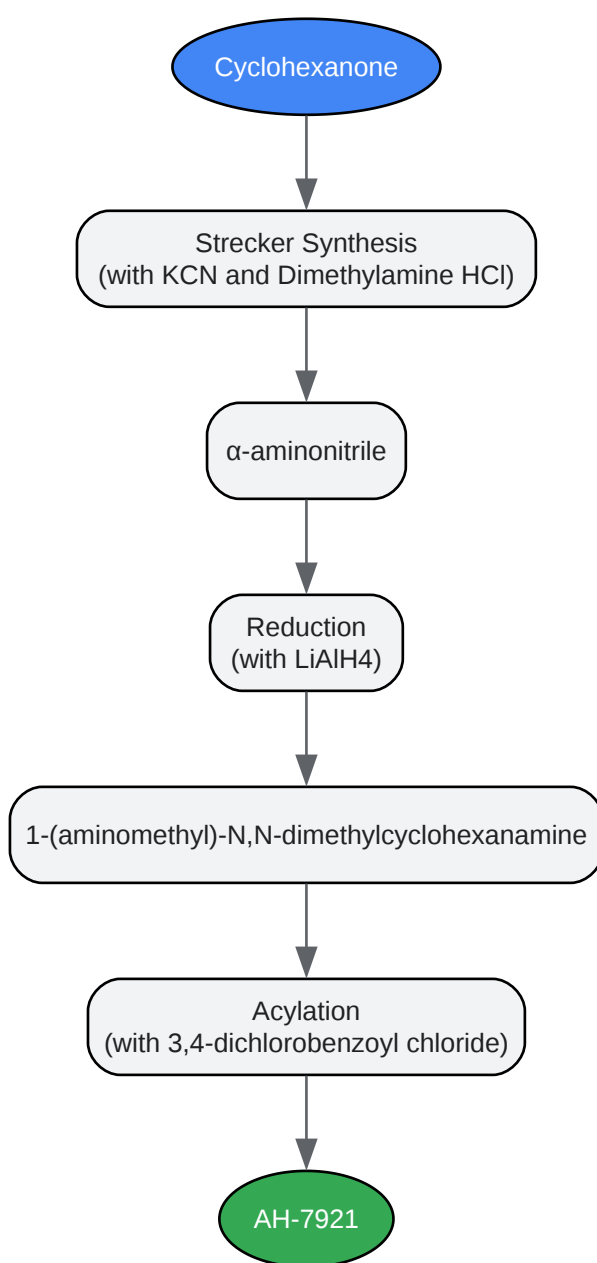 Cyclohexanone
Strecker Synthesis
(with KCN and Dimethylamine HCl)
α-aminonitrile
Reduction
(with LiAlH4)
1-(aminomethyl)-N,N-dimethylcyclohexanamine
Acylation
(with 3,4-dichlorobenzoyl chloride)
AH-7921